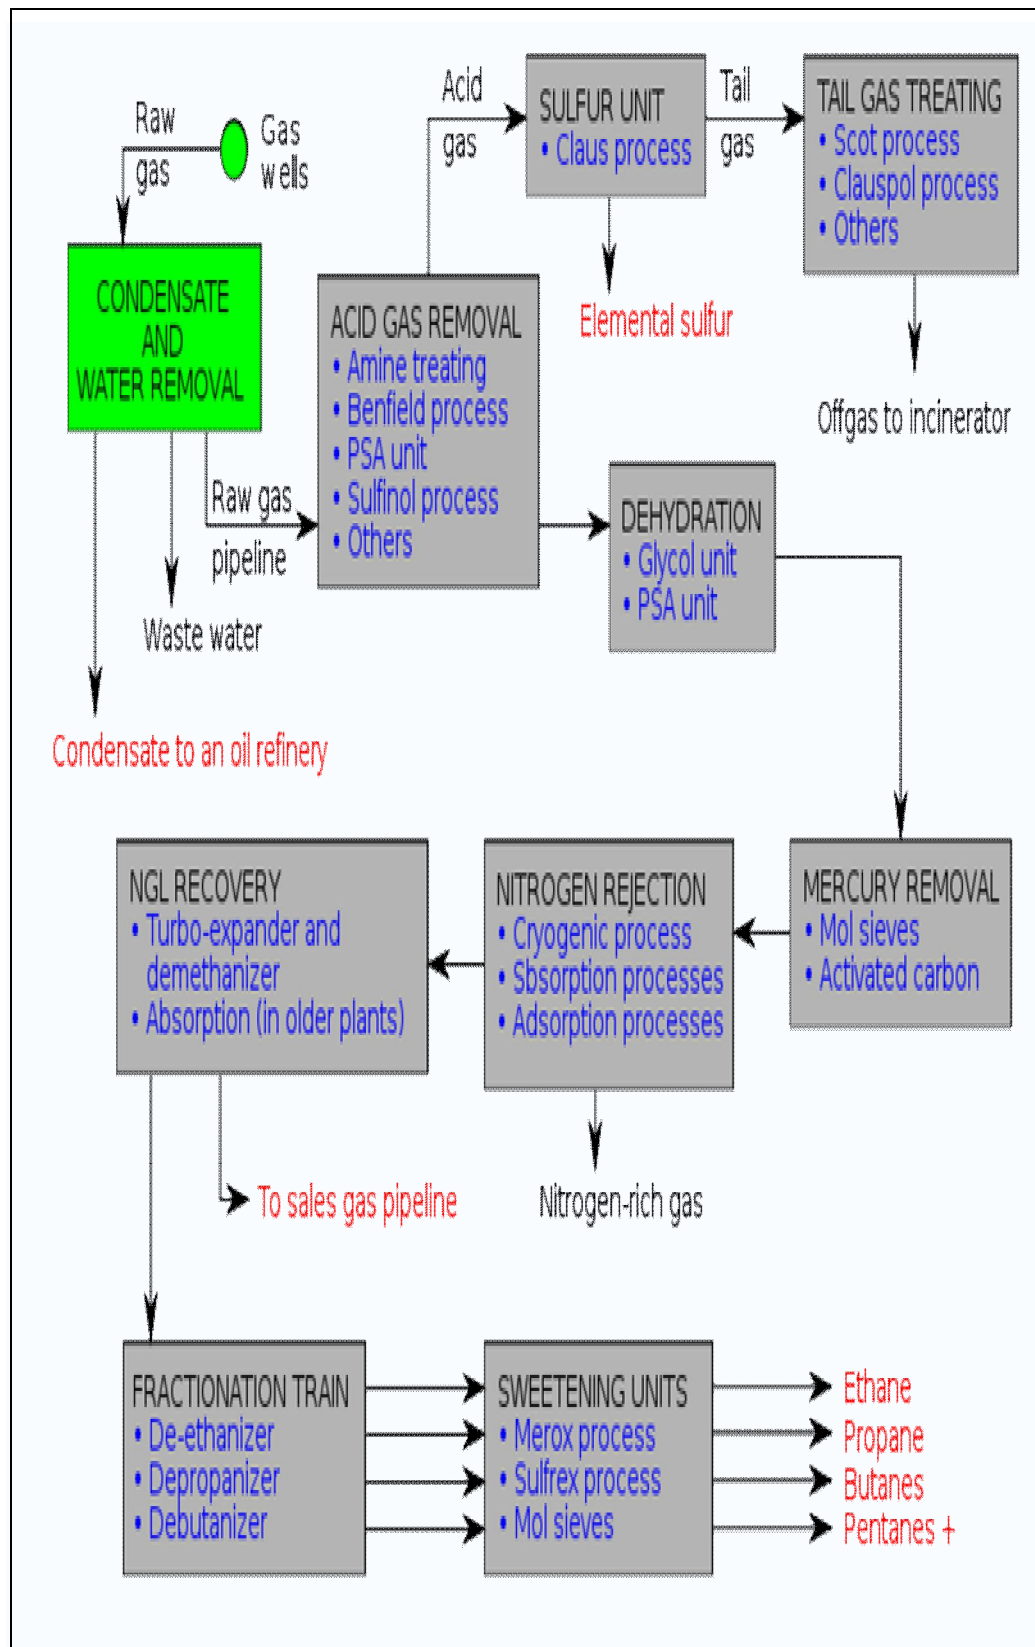 Raw
gas
Gas
wells
CONDENSATE
AND
WATER REMOVAL
Acid
gas
SULFUR UNIT
• Claus process
Tail
gas
TAIL GAS TREATING
• Scot process
• Clauspol process
• Others
Elemental sulfur
Offgas to incinerator
ACID GAS REMOVAL
• Amine treating
• Benfield process
• PSA unit
• Sulfinol process
• Others
Raw gas
pipeline
Waste water
Condensate to an oil refinery
DEHYDRATION
• Glycol unit
• PSA unit
MERCURY REMOVAL
• Mol sieves
• Activated carbon
NITROGEN REJECTION
• Cryogenic process
• Sbsorption processes
• Adsorption processes
Nitrogen-rich gas
NGL RECOVERY
• Turbo-expander and
demethanizer
• Absorption (in older plants)
To sales gas pipeline
FRACTIONATION TRAIN
• De-ethanizer
• Depropanizer
• Debutanizer
SWEETENING UNITS
• Merox process
• Sulfrex process
• Mol sieves
Ethane
Propane
Butanes
Pentanes +